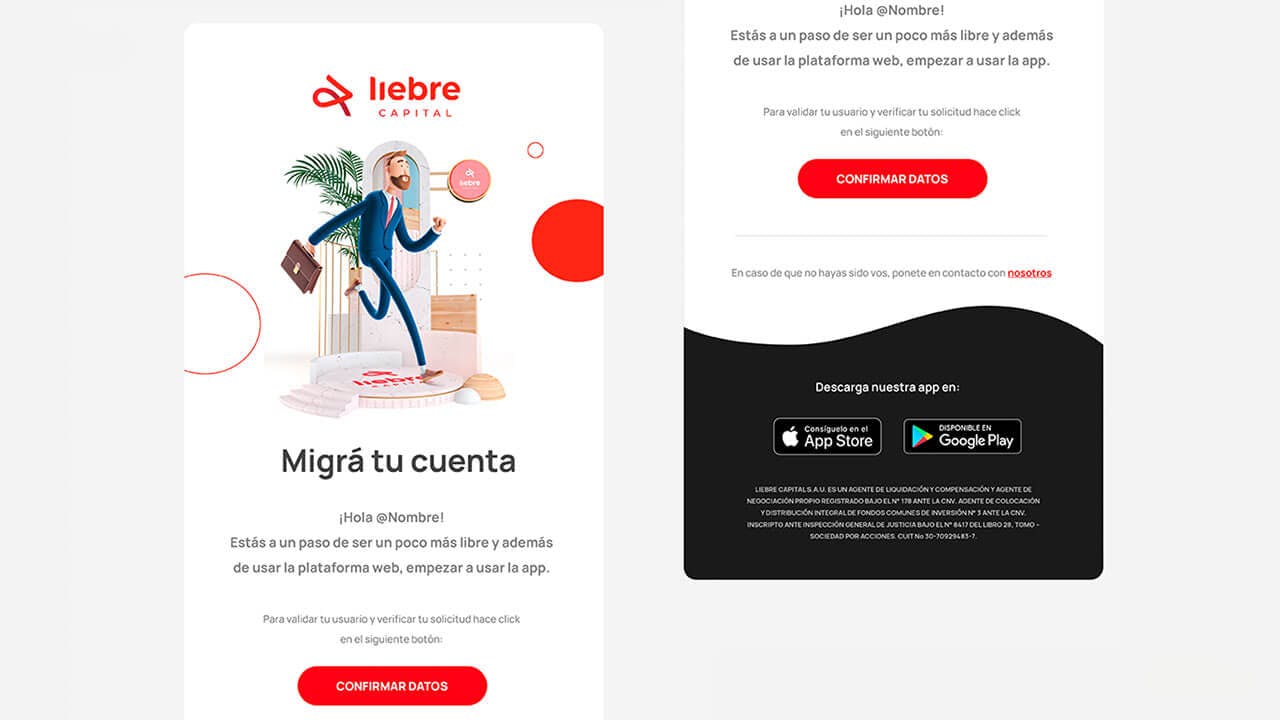 liebre
CAPITAL
liebre
liebre
CAPITAL
Migrá tu cuenta
¡Hola @Nombre!
Estás a un paso de ser un poco más libre y además
de usar la plataforma web, empezar a usar la app.
Para validar tu usuario y verificar tu solicitud hace click
en el siguiente botón:
CONFIRMAR DATOS
¡Hola @Nombre!
Estás a un paso de ser un poco más libre y además
de usar la plataforma web, empezar a usar la app.
Para validar tu usuario y verificar tu solicitud hace click
en el siguiente botón:
CONFIRMAR DATOS
En caso de que no hayas sido vos, ponete en contacto con nosotros
Descarga nuestra app en:
Consíguelo en el
App Store
DISPONIBLE EN
Google Play
LIEBRE CAPITAL S.A.U. ES UN AGENTE DE LIQUIDACIÓN Y COMPENSACIÓN Y AGENTE DE
NEGOCIACIÓN PROPIO REGISTRADO BAJO EL N° 178 ANTE LA CNV. AGENTE DE COLOCACIÓN
Y DISTRIBUCIÓN INTEGRAL DE FONDOS COMUNES DE INVERSIÓN N° 3 ANTE LA CNV.
INSCRIPTO ANTE INSPECCIÓN GENERAL DE JUSTICIA BAJO EL N° 8417 DEL LIBRO 28, TOMO –
SOCIEDAD POR ACCIONES. CUIT No 30-70929483-7.